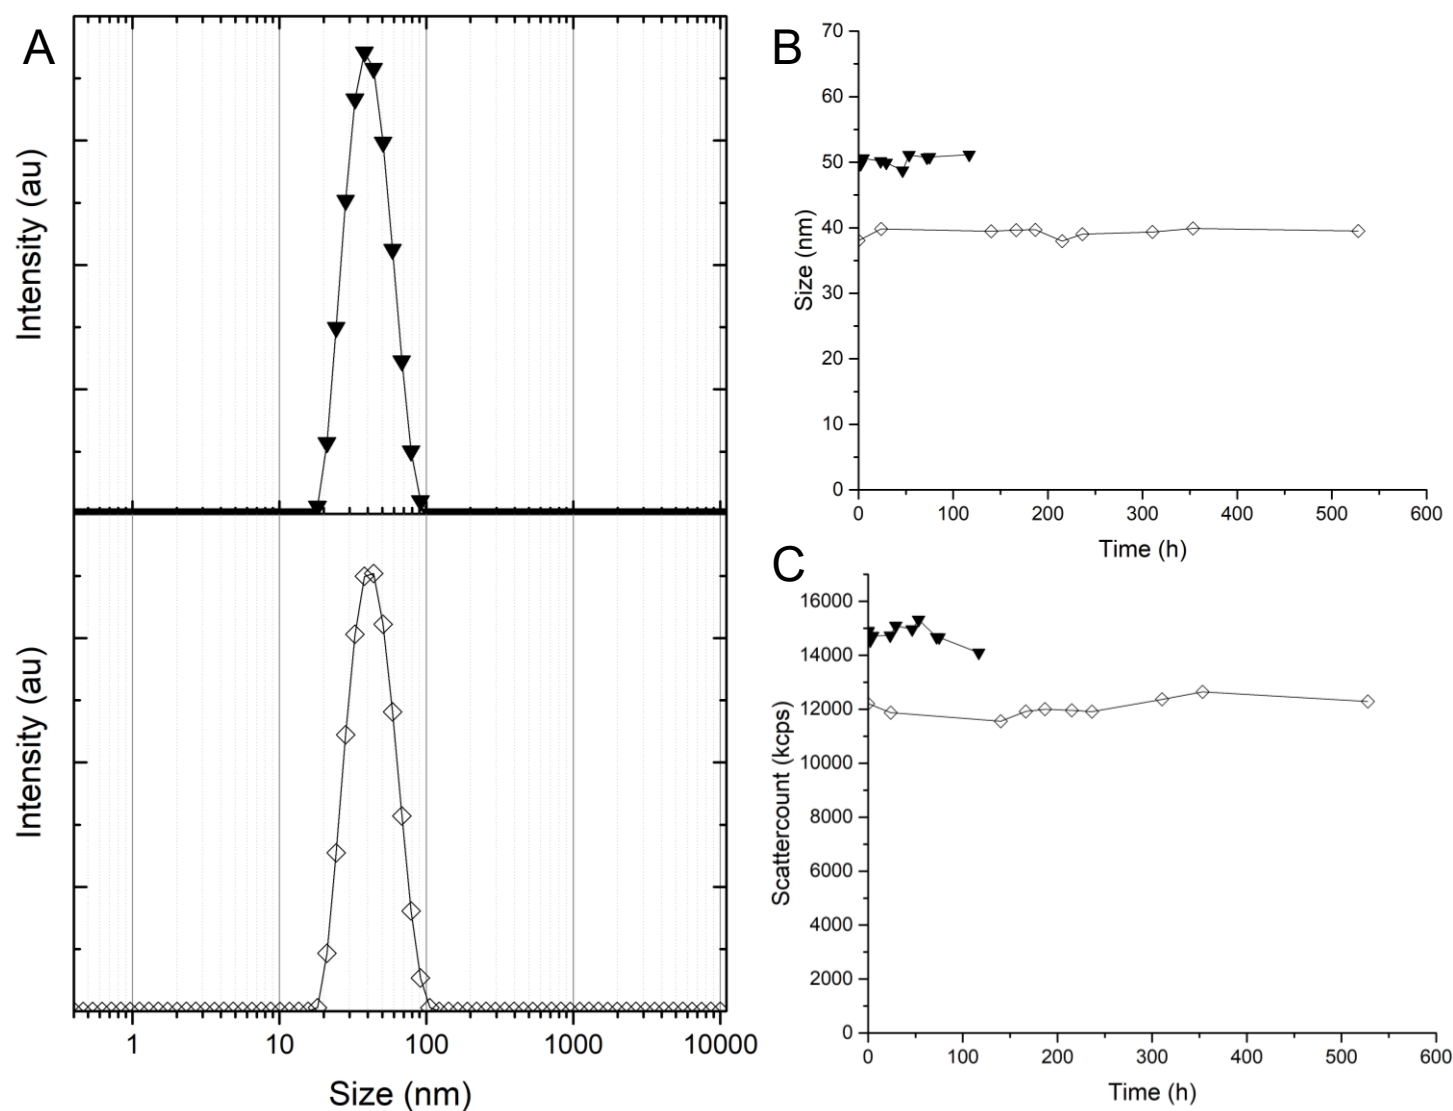 A
Intensity (au)
Intensity (au)
1 10 100 1000 10000
Size (nm)
B
70
60
50
40
30
20
10
0
Size (nm)
0 100 200 300 400 500 600
Time (h)
C
16000
14000
12000
10000
8000
6000
4000
2000
0
Scattercount (kcps)
0 100 200 300 400 500 600
Time (h)